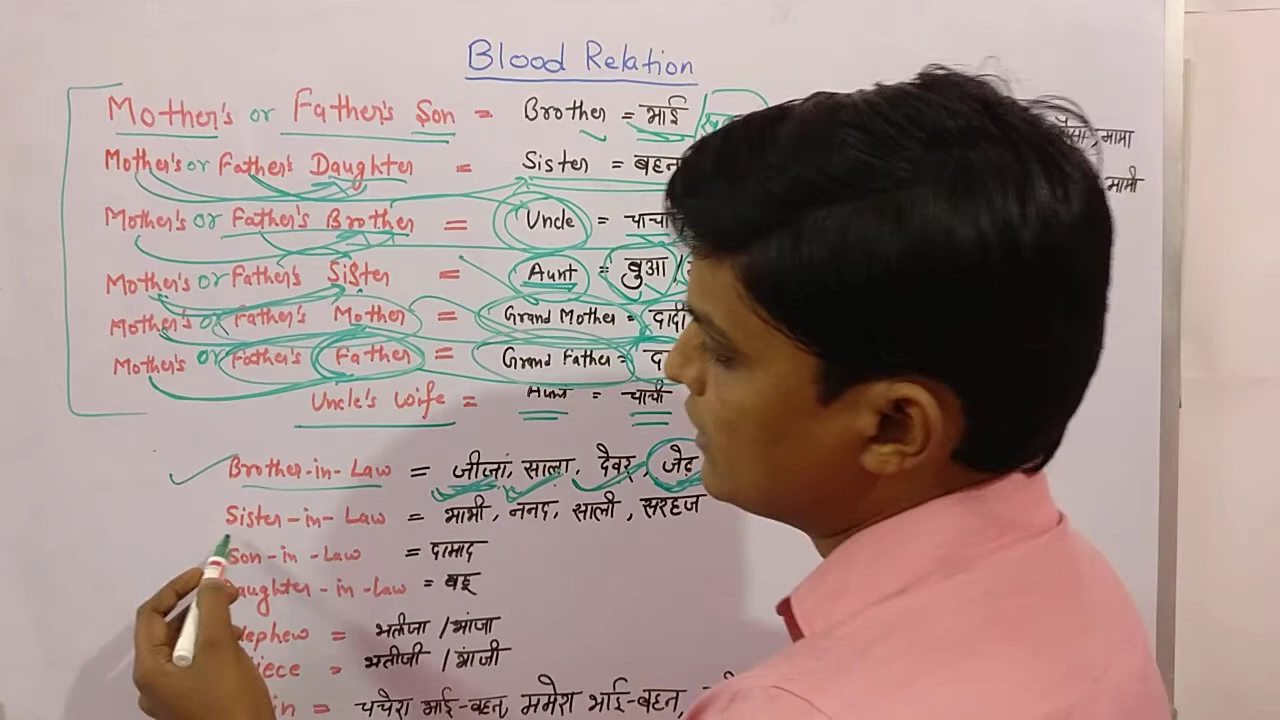 Blood Relation
Mother's or Father's Son = Brother = भाई
Mother's or Father's Daughter = Sister = बहन
Mother's or Father's Brother = Uncle = चाचा , मामा
Mother's or Father's Sister = Aunt = बुआ / मामी
Mother's or Father's Mother = Grand Mother = दादी
Mother's or Father's Father = Grand Father =
Uncle's wife = Aunt = चाची
Brother-in-Law = जीजा, साला, देवर, जेठ
Sister-in-Law = भाभी, ननद, साली, सरहज
Son-in-Law = दामाद
Daughter-in-Law = बहू
Nephew = भतीजा / भांजा
Niece = भतीजी / भांजी
= चचेरा भाई-बहन, ममेरा भाई-बहन,